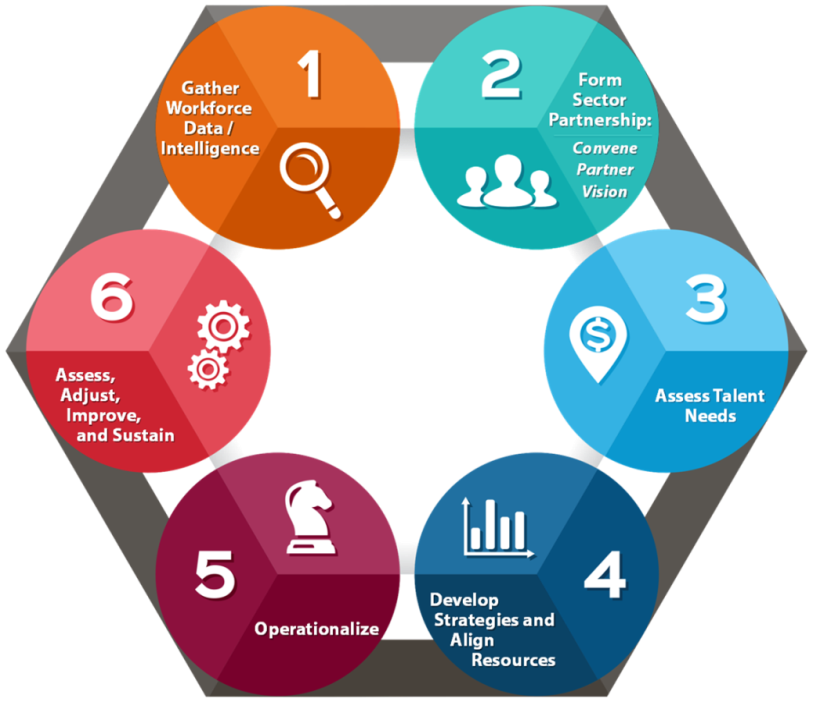 1
Gather
Workforce
Data /
Intelligence
2
Form
Sector
Partnership:
Convene
Partner
Vision
3
$
Assess Talent
Needs
4
Develop
Strategies and
Align
Resources
5
Operationalize
6
Assess,
Adjust,
Improve,
and Sustain